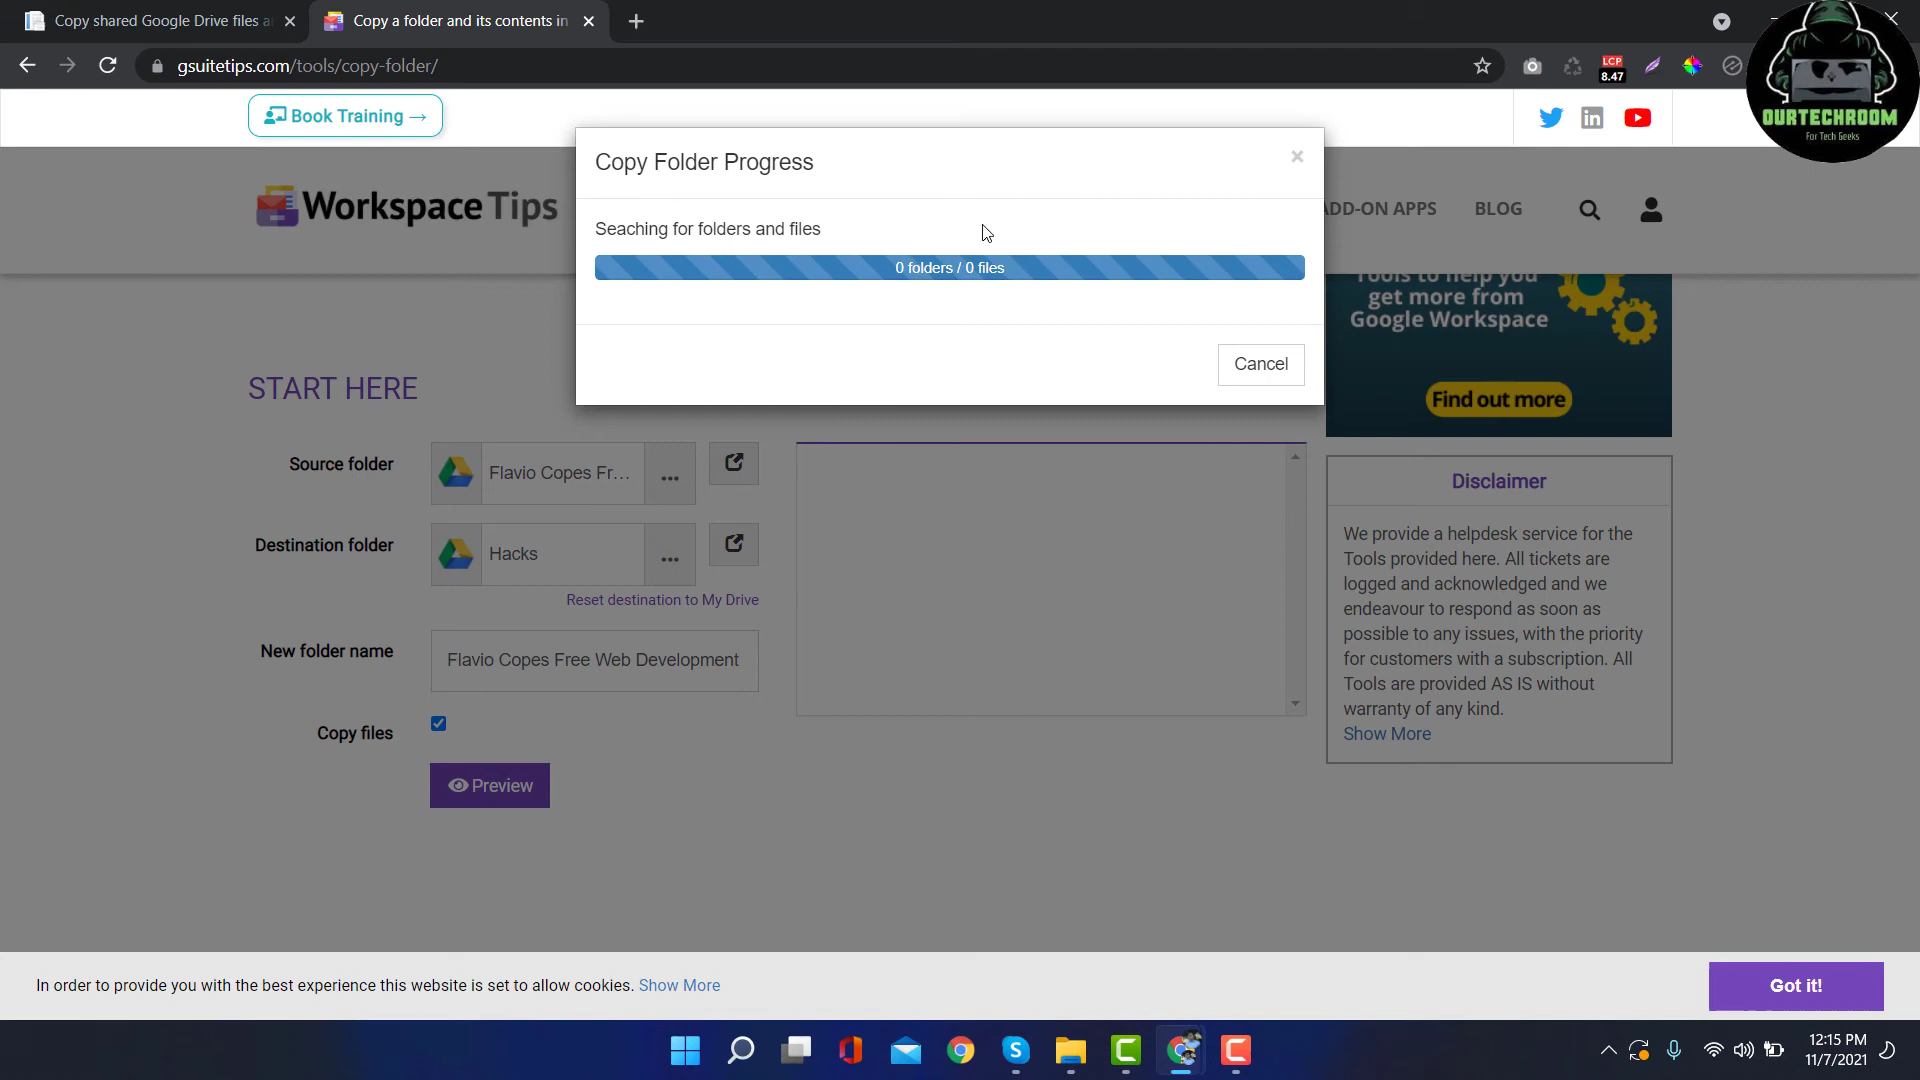 Copy shared Google Drive files a
Copy a folder and its contents in
gsuitetips.com/tools/copy-folder/
LCP
8.47
OURTECHROOM
For Tech Geeks
Book Training →
Workspace Tips
ADD-ON APPS
BLOG
Copy Folder Progress
×
Seaching for folders and files
0 folders / 0 files
Cancel
Tools to help you
get more from
Google Workspace
Find out more
START HERE
Source folder
Flavio Copes Fr...
...
Destination folder
Hacks
...
Reset destination to My Drive
New folder name
Flavio Copes Free Web Development
Copy files
Preview
Disclaimer
We provide a helpdesk service for the
Tools provided here. All tickets are
logged and acknowledged and we
endeavour to respond as soon as
possible to any issues, with the priority
for customers with a subscription. All
Tools are provided AS IS without
warranty of any kind.
Show More
In order to provide you with the best experience this website is set to allow cookies. Show More
Got it!
12:15 PM
11/7/2021